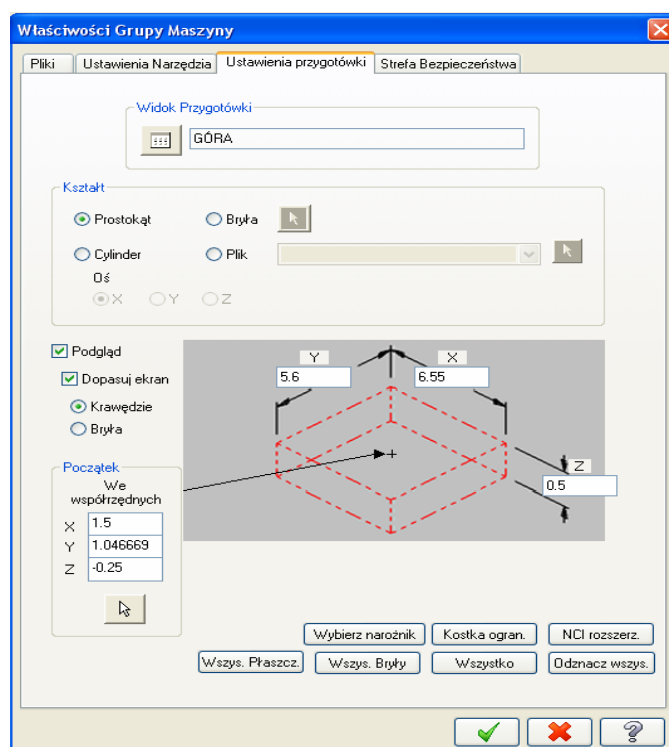 Właściwości Grupy Maszyny
Pliki Ustawienia Narzędzia Ustawienia przygotówki Strefa Bezpieczeństwa
Widok Przygotówki
GÓRA
Kształt
Prostokąt Bryła
Cylinder Plik
Oś
X Y Z
Podgląd
Dopasuj ekran
Krawędzie
Bryła
Y X
5.6 6.55
Z
0.5
Początek
We
współrzędnych
X 1.5
Y 1.046669
Z -0.25
Wybierz narożnik Kostka ogran. NCI rozszerz.
Wszys. Płaszcz. Wszys. Bryły Wszystko Odznacz wszys.